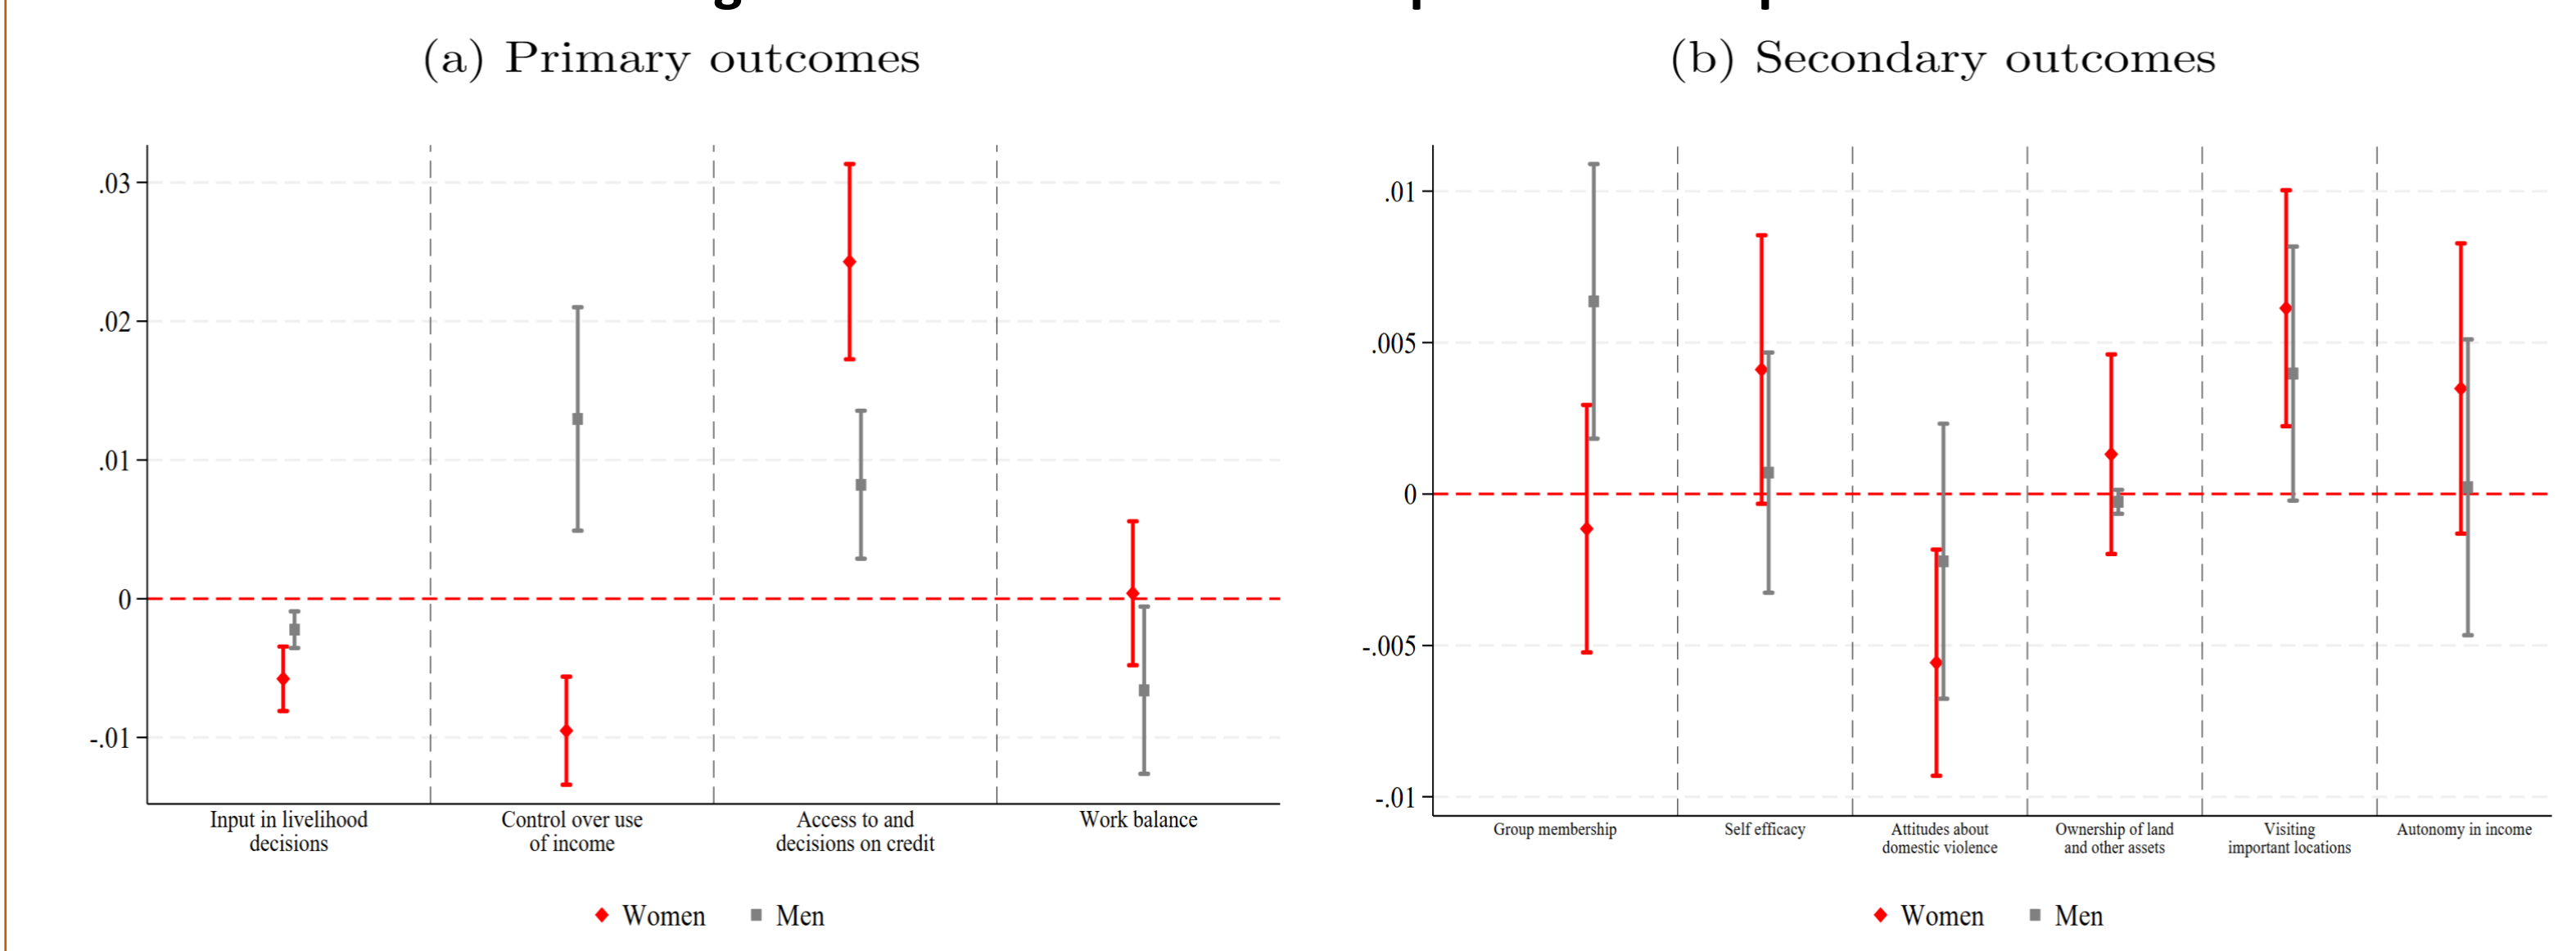 (a) Primary outcomes
.03
.02
.01
0
-.01
Input in livelihood
decisions
Control over use
of income
Access to and
decisions on credit
Work balance
Women
Men
(b) Secondary outcomes
.01
.005
0
-.005
-.01
Group membership
Self efficacy
Attitudes about
domestic violence
Ownership of land
and other assets
Visiting
important locations
Autonomy in income
Women
Men